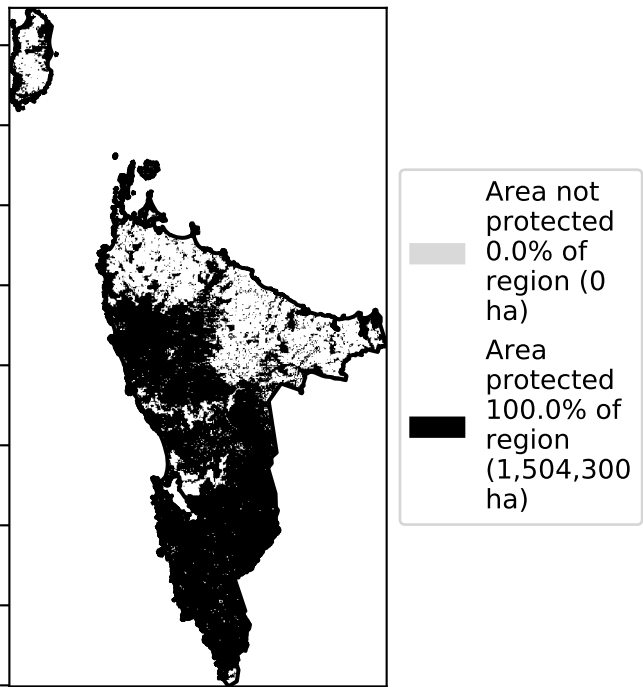 Area not
protected
0.0% of
region (0
ha)
Area
protected
100.0% of
region
(1,504,300
ha)